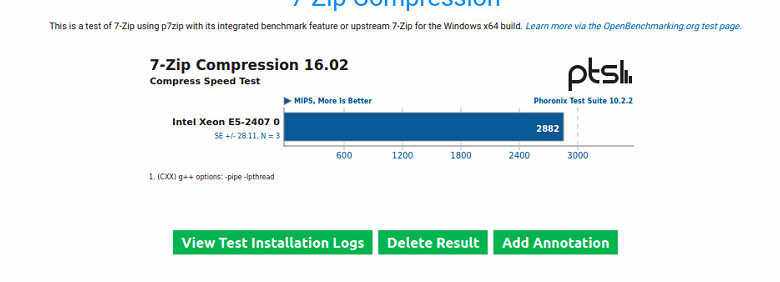 7-Zip Compression
This is a test of 7-Zip using p7zip with its integrated benchmark feature or upstream 7-Zip for the Windows x64 build. Learn more via the OpenBenchmarking.org test page.
7-Zip Compression 16.02
Compress Speed Test
ptsl
▶ MIPS, More Is Better
Phoronix Test Suite 10.2.2
Intel Xeon E5-2407 0
2882
SE +/- 28.11, N = 3
600 1200 1800 2400 3000
1. (CXX) g++ options: -pipe -lpthread
View Test Installation Logs Delete Result Add Annotation